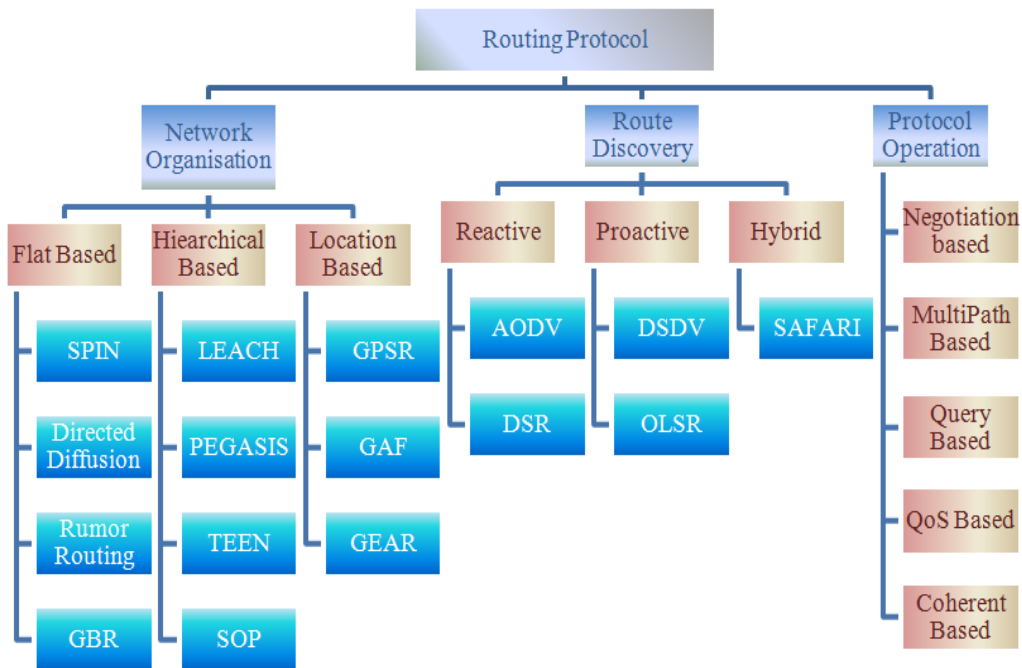 Routing Protocol
Network
Organisation
Route
Discovery
Protocol
Operation
Flat Based
Hiearchical
Based
Location
Based
Reactive
Proactive
Hybrid
Negotiation
based
MultiPath
Based
Query
Based
QoS Based
Coherent
Based
SPIN
Directed
Diffusion
Rumor
Routing
GBR
LEACH
PEGASIS
TEEN
SOP
GPSR
GAF
GEAR
AODV
DSR
DSDV
OLSR
SAFARI